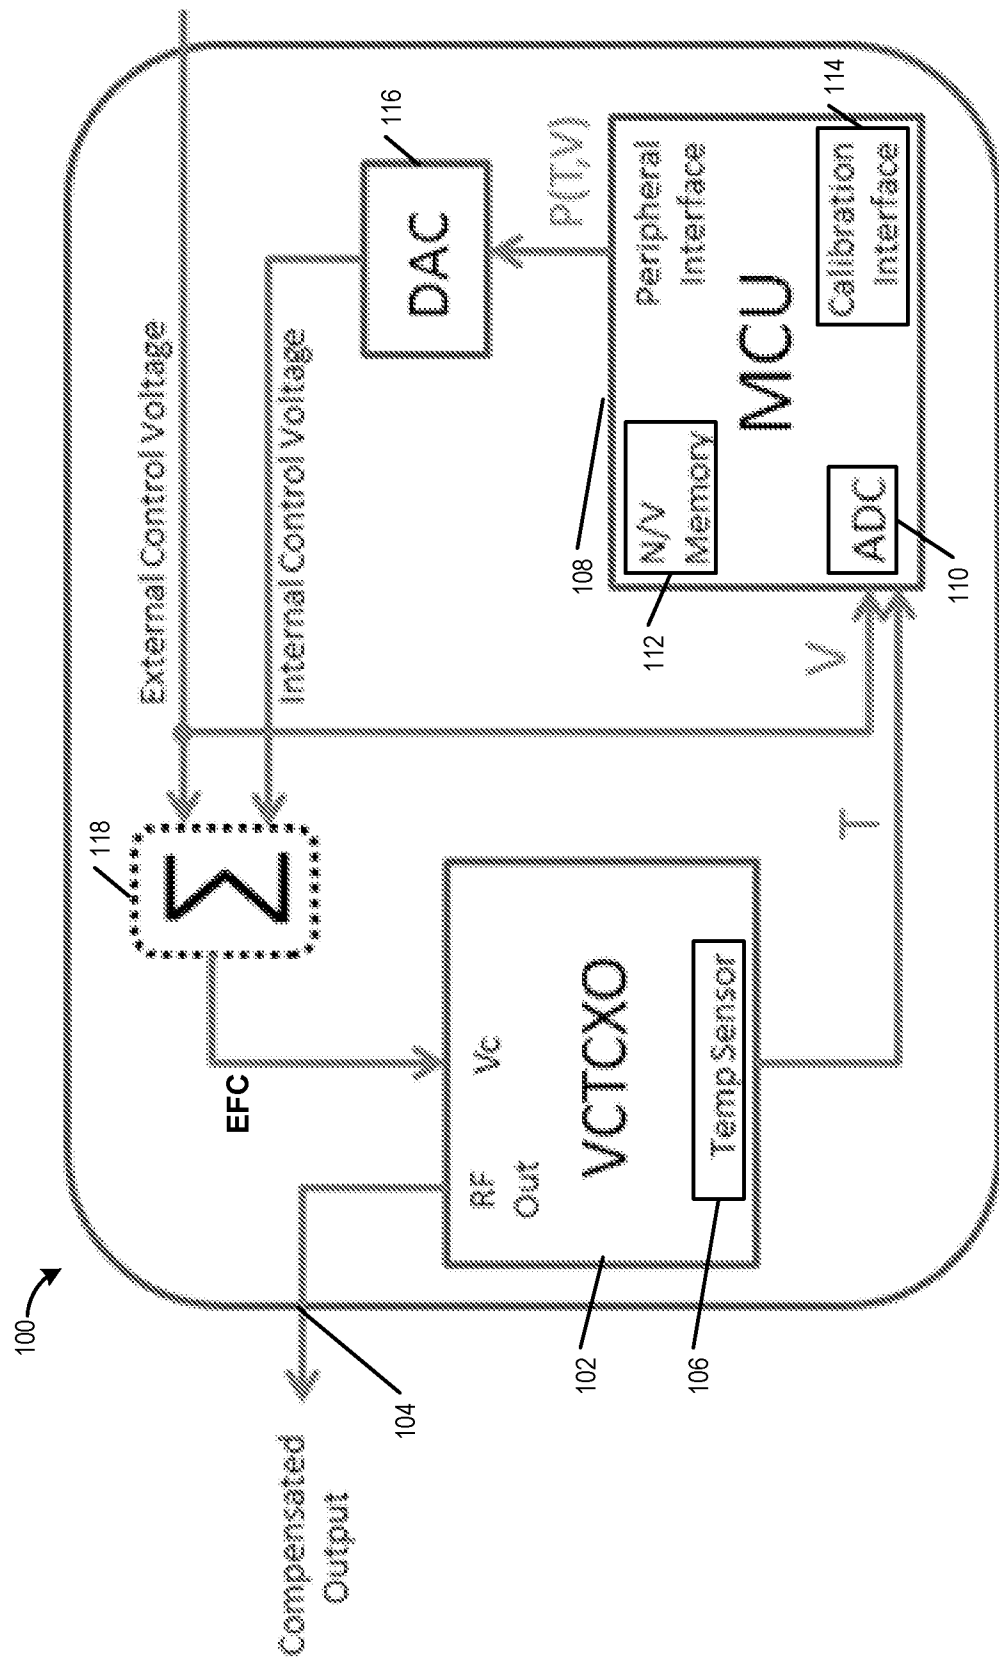 100
Compensated
Output
104
RF
Out
Vc
EFC
118
External Control Voltage
Internal Control Voltage
VCTCXO
Temp Sensor
102
106
T
V
DAC
116
P(T,V)
108
N/V
Memory
112
Peripheral
Interface
MCU
ADC
110
Calibration
Interface
114
Σ